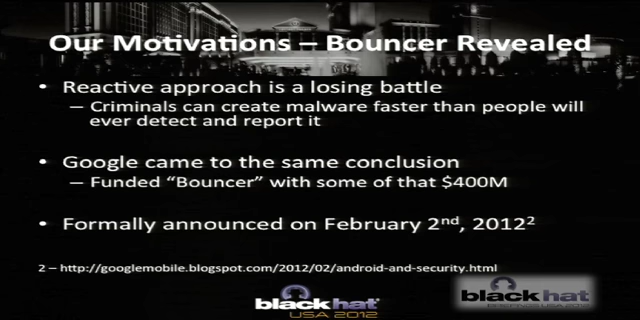 Our Motivations – Bouncer Revealed
• Reactive approach is a losing battle
– Criminals can create malware faster than people will
ever detect and report it
• Google came to the same conclusion
– Funded “Bouncer” with some of that $400M
• Formally announced on February 2nd, 2012²
2 – http://googlemobile.blogspot.com/2012/02/android-and-security.html
black hat
USA 2012
black hat
USA 2012